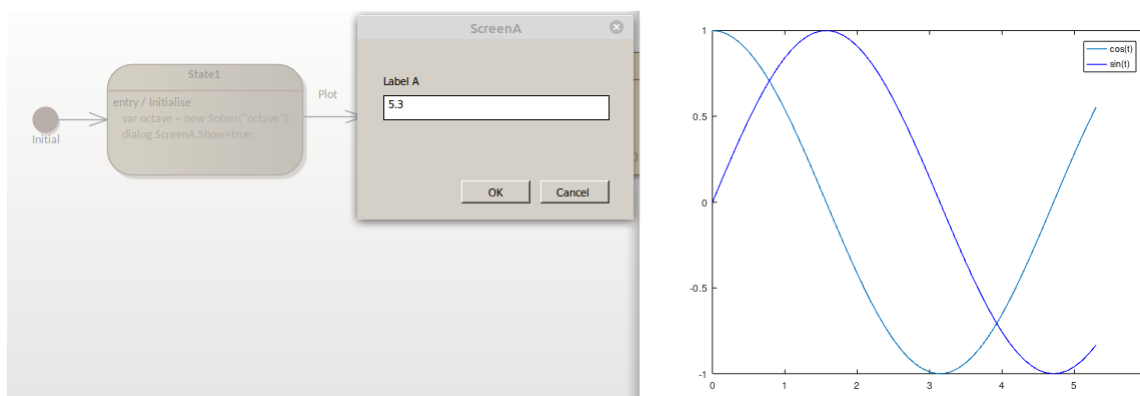 ScreenA
State1
Label A
entry / Initialise
5.3
var octave = new Solver("octave");
dialog.ScreenA.Show=true;
Plot
Initial
OK
Cancel
1
cos(t)
sin(t)
0.5
0
-0.5
-1
0
1
2
3
4
5